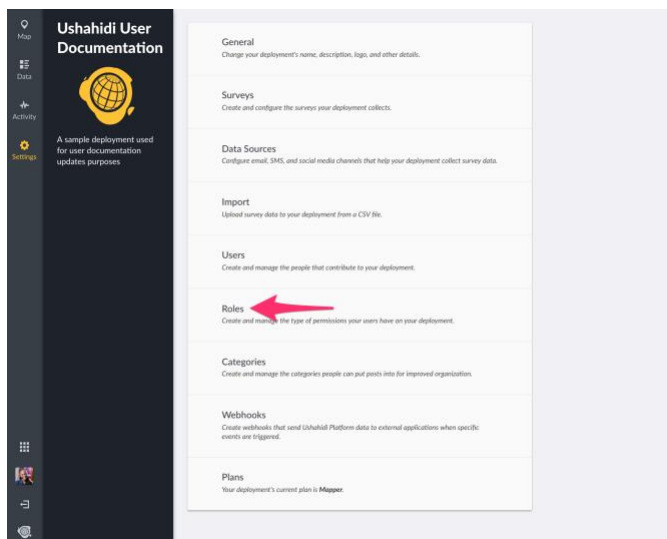 Map
Data
Activity
Settings
Ushahidi User
Documentation
A sample deployment used
for user documentation
updates purposes
General
Change your deployment's name, description, logo, and other details.
Surveys
Create and configure the surveys your deployment collects.
Data Sources
Configure email, SMS, and social media channels that help your deployment collect survey data.
Import
Upload survey data to your deployment from a CSV file.
Users
Create and manage the people that contribute to your deployment.
Roles
Create and manage the type of permissions your users have on your deployment.
Categories
Create and manage the categories people can put posts into for improved organization.
Webhooks
Create webhooks that send Ushahidi Platform data to external applications when specific
events are triggered.
Plans
Your deployment's current plan is Mapper.